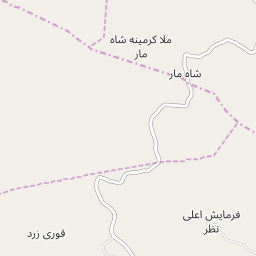 ملا کرمینه شاه
مار
شاه مار
فرمایش اعلی
نظر
قوری زرد